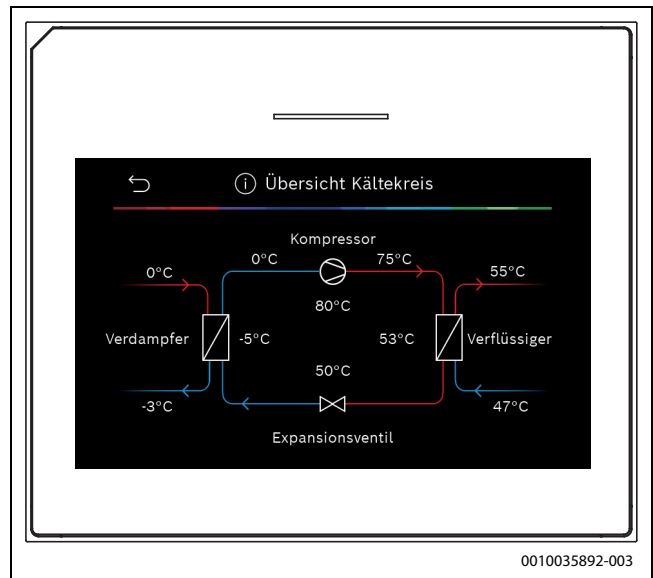 Übersicht Kältekreis
Kompressor
0°C
0°C
75°C
55°C
80°C
Verdampfer
-5°C
53°C
Verflüssiger
50°C
-3°C
47°C
Expansionsventil
0010035892-003